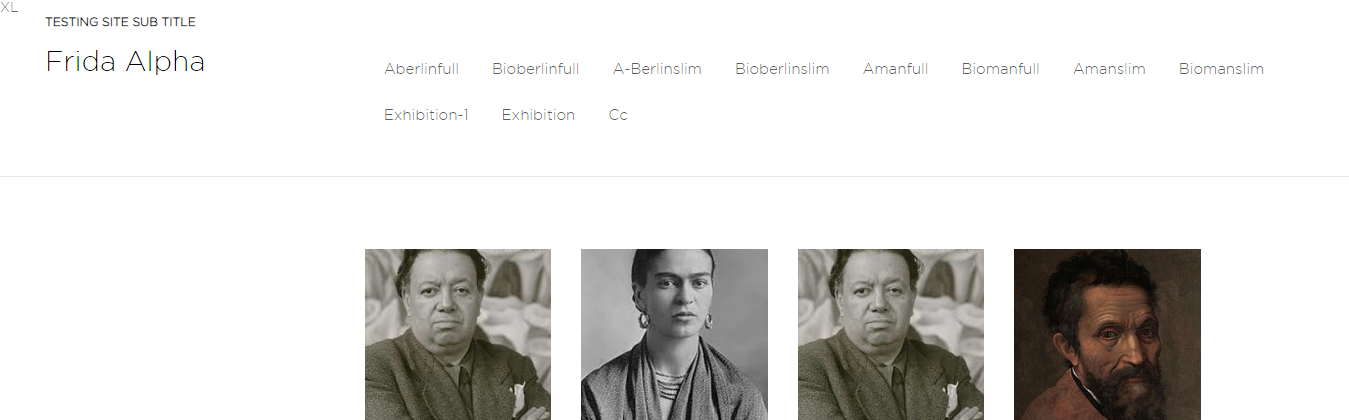 XL
TESTING SITE SUB TITLE
Frida Alpha
Aberlinfull Bioberlinfull A-Berlinslim Bioberlinslim Amanfull Biomanfull Amanslim Biomanslim
Exhibition-1 Exhibition Cc